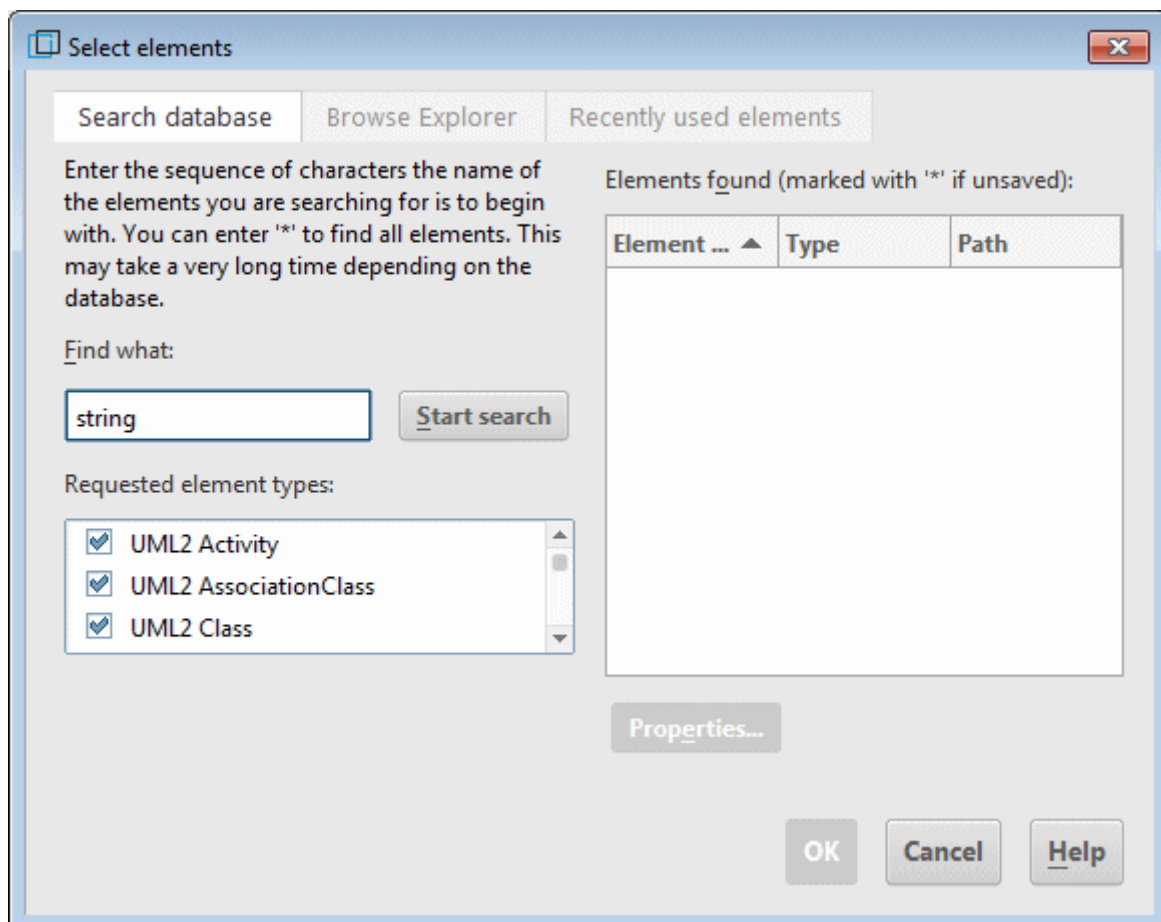 Select elements
Search database
Browse Explorer
Recently used elements
Enter the sequence of characters the name of
the elements you are searching for is to begin
with. You can enter '*' to find all elements. This
may take a very long time depending on the
database.
Find what:
string
Start search
Requested element types:
UML2 Activity
UML2 AssociationClass
UML2 Class
Elements found (marked with '*' if unsaved):
Element ...
Type
Path
Properties...
OK
Cancel
Help